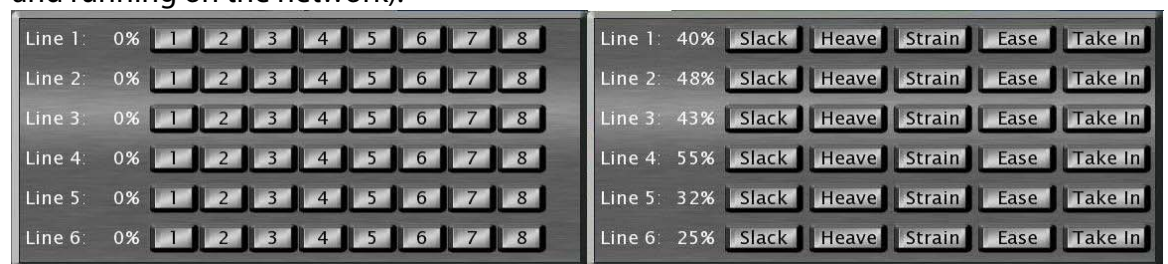 and running on the network).
Line 1: 0% 1 2 3 4 5 6 7 8
Line 2: 0% 1 2 3 4 5 6 7 8
Line 3: 0% 1 2 3 4 5 6 7 8
Line 4: 0% 1 2 3 4 5 6 7 8
Line 5: 0% 1 2 3 4 5 6 7 8
Line 6: 0% 1 2 3 4 5 6 7 8
Line 1: 40% Slack Heave Strain Ease Take In
Line 2: 48% Slack Heave Strain Ease Take In
Line 3: 43% Slack Heave Strain Ease Take In
Line 4: 55% Slack Heave Strain Ease Take In
Line 5: 32% Slack Heave Strain Ease Take In
Line 6: 25% Slack Heave Strain Ease Take In